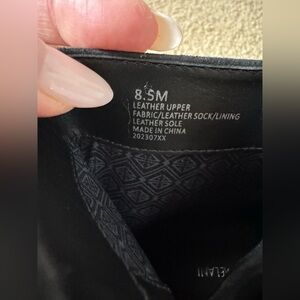 8.5M
LEATHER UPPER
FABRIC/LEATHER SOCK/LINING
LEATHER SOLE
MADE IN CHINA
202307XX